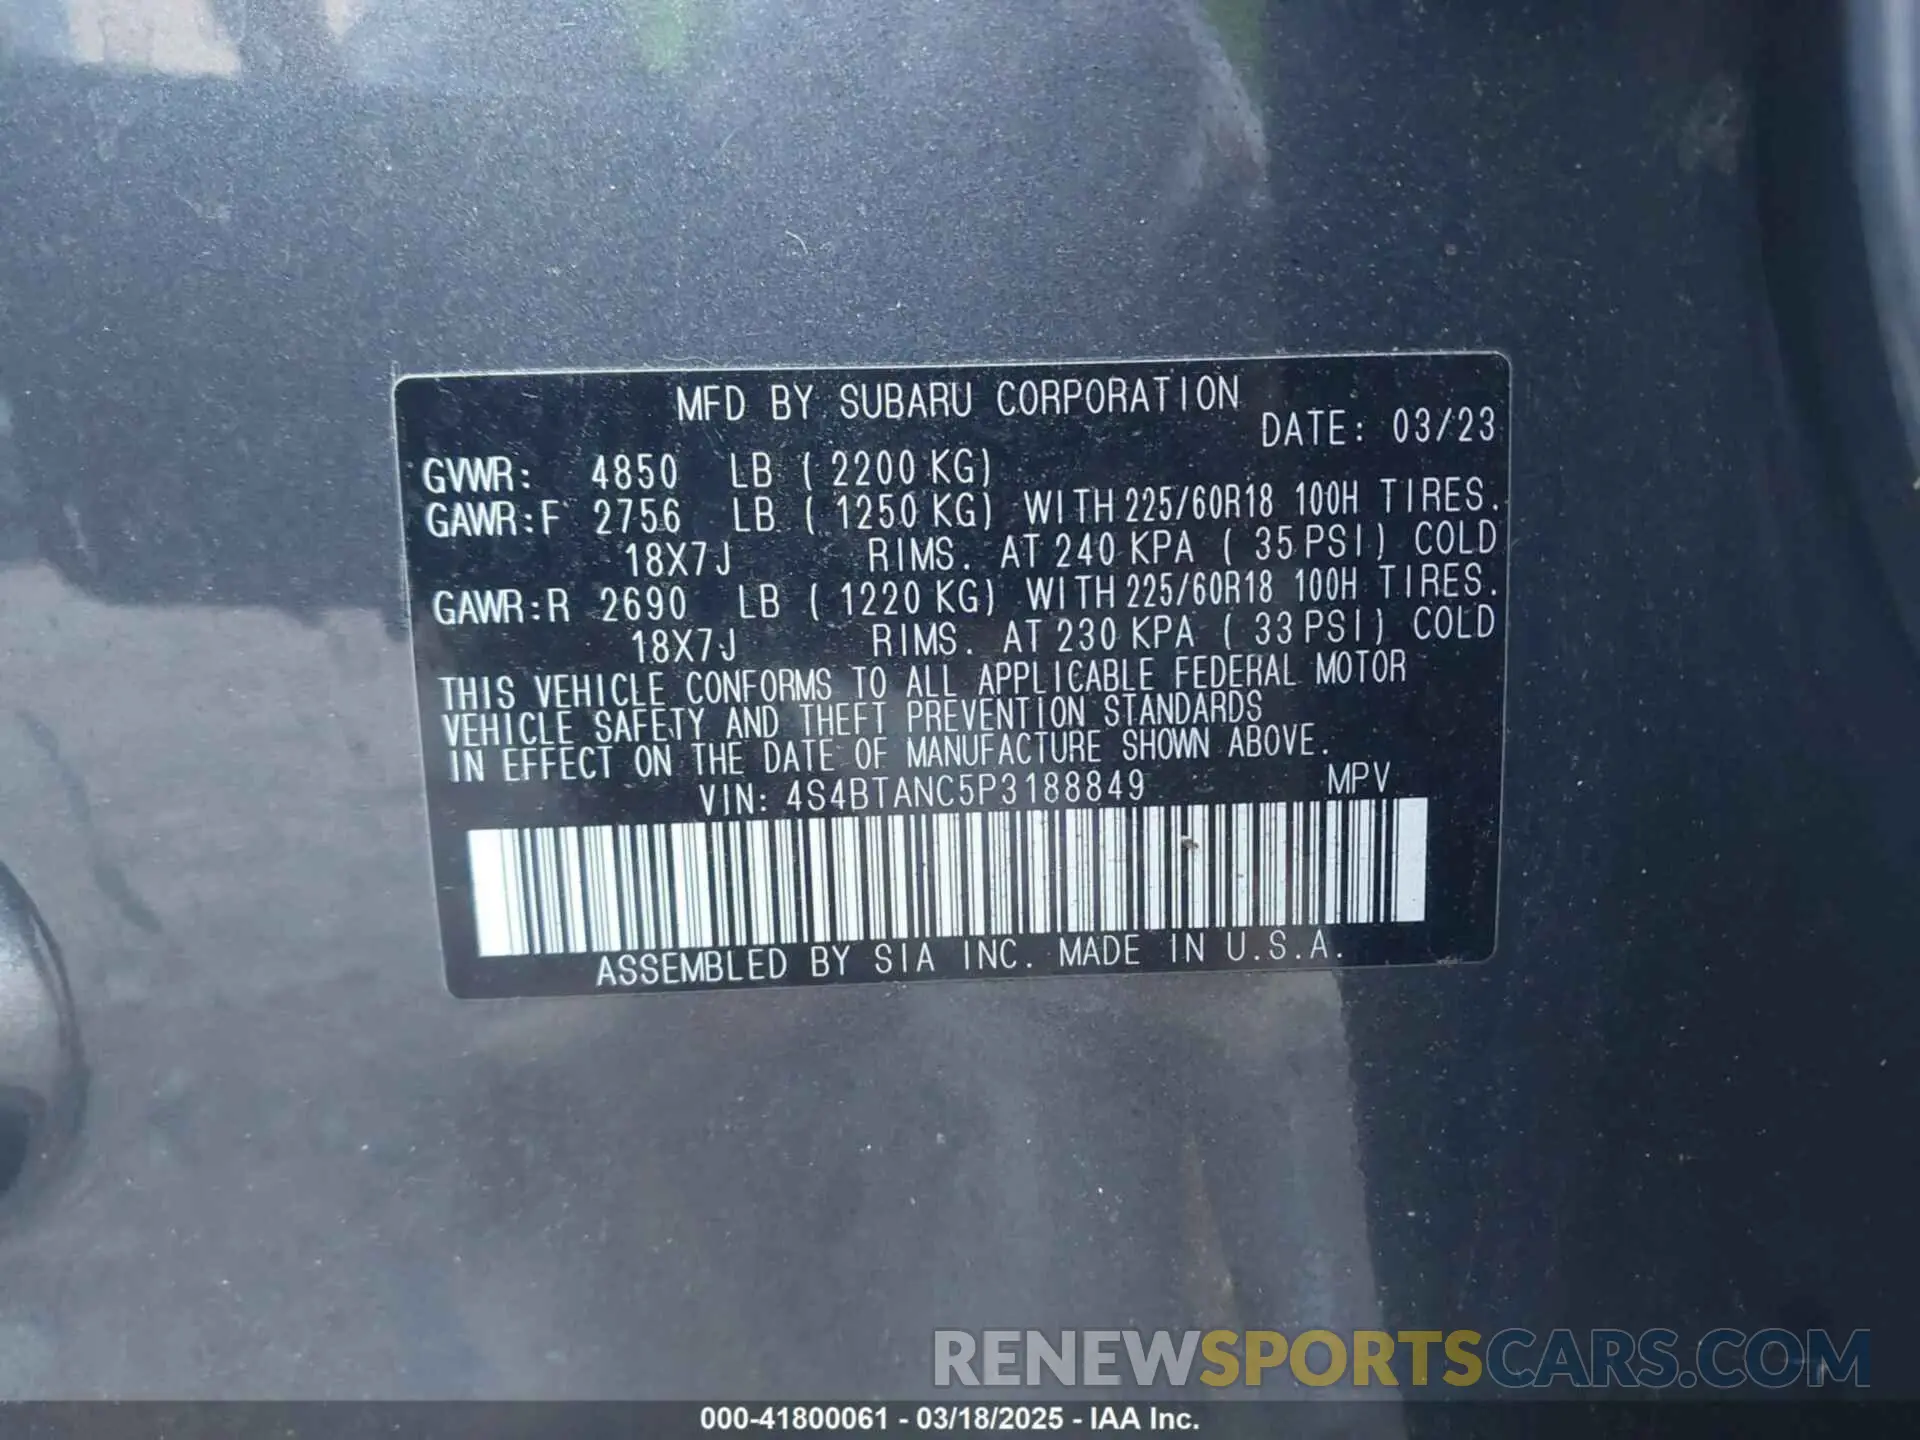 MFD BY SUBARU CORPORATION
DATE: 03/23
GVWR: 4850 LB ( 2200 KG)
GAWR:F 2756 LB ( 1250 KG) WITH 225/60R18 100H TIRES.
18X7J RIMS. AT 240 KPA ( 35 PSI) COLD
GAWR:R 2690 LB ( 1220 KG) WITH 225/60R18 100H TIRES.
18X7J RIMS. AT 230 KPA ( 33 PSI) COLD
THIS VEHICLE CONFORMS TO ALL APPLICABLE FEDERAL MOTOR
VEHICLE SAFETY AND THEFT PREVENTION STANDARDS
IN EFFECT ON THE DATE OF MANUFACTURE SHOWN ABOVE.
VIN: 4S4BTANC5P3188849 MPV
ASSEMBLED BY SIA INC. MADE IN U.S.A.
RENEWSPORTSCARS.COM
000-41800061 - 03/18/2025 - IAA Inc.